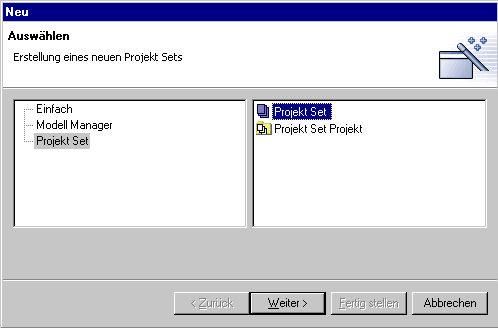 Neu
Auswählen
Erstellung eines neuen Projekt Sets
Einfach
Modell Manager
Projekt Set
Projekt Set
Projekt Set Projekt
< Zurück
Weiter >
Fertig stellen
Abbrechen